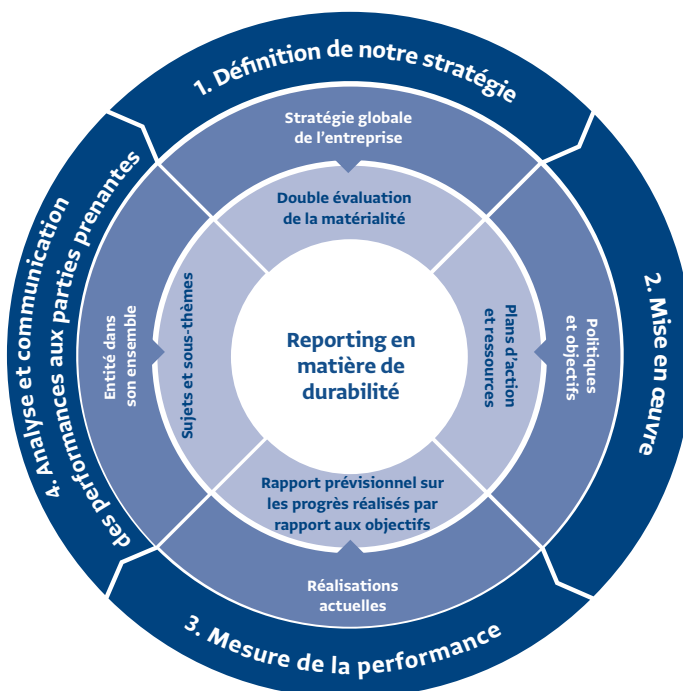 1. Définition de notre stratégie
Stratégie globale
de l’entreprise
Double évaluation
de la matérialité
2. Mise en œuvre
Politiques
et objectifs
Plans d’action
et ressources
3. Mesure de la performance
Réalisations
actuelles
Rapport prévisionnel sur
les progrès réalisés par
rapport aux objectifs
4. Analyse et communication
des performances aux parties prenantes
Entité dans
son ensemble
Sujets et sous-thèmes
Reporting en
matière de
durabilité